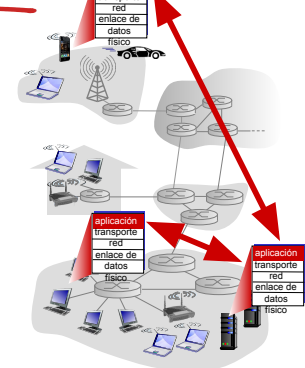 red
enlace de
datos
físico
aplicación
transporte
red
enlace de
datos
físico
aplicación
transporte
red
enlace de
datos
físico